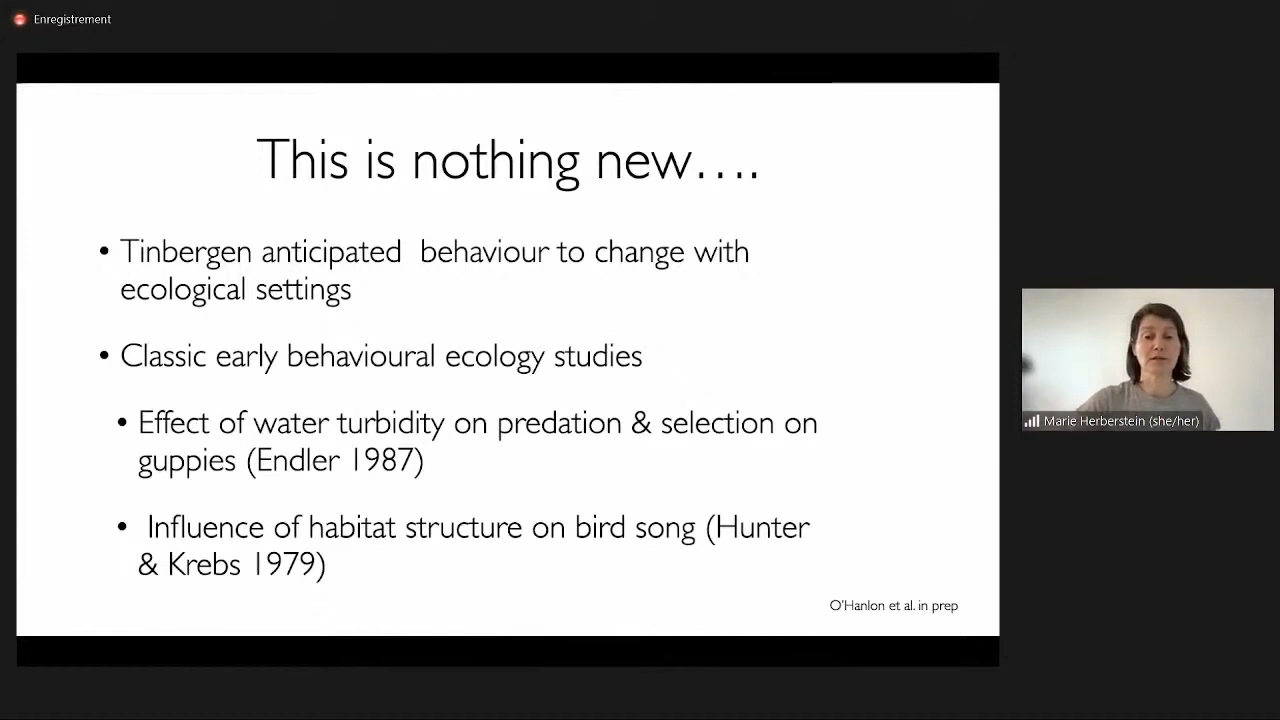 Enregistrement
This is nothing new....
• Tinbergen anticipated  behaviour to change with
ecological settings
• Classic early behavioural ecology studies
• Effect of water turbidity on predation & selection on
guppies (Endler 1987)
•  Influence of habitat structure on bird song (Hunter
& Krebs 1979)
O'Hanlon et al. in prep
Marie Herberstein (she/her)